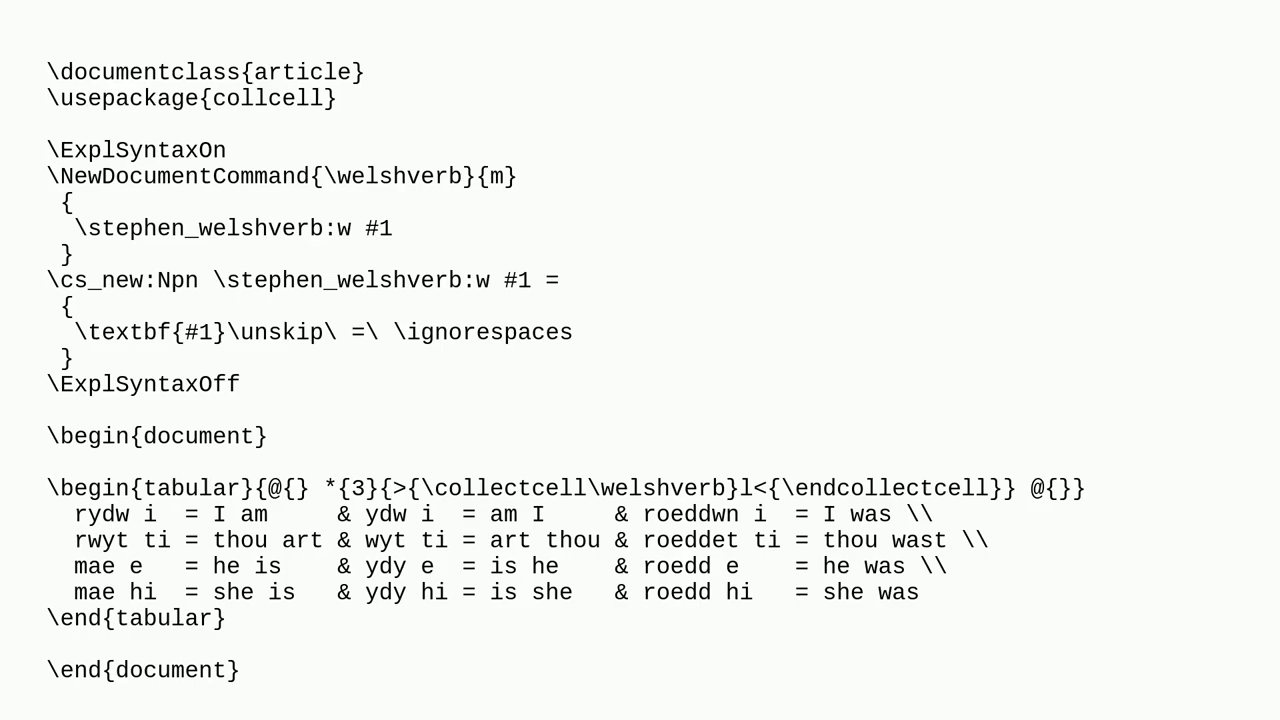 \documentclass{article}
\usepackage{collcell}

\ExplSyntaxOn
\NewDocumentCommand{\welshverb}{m}
 {
  \stephen_welshverb:w #1
 }
\cs_new:Npn \stephen_welshverb:w #1 =
 {
  \textbf{#1}\unskip\ =\ \ignorespaces
 }
\ExplSyntaxOff

\begin{document}

\begin{tabular}{@{} *{3}{>{\collectcell\welshverb}l<{\endcollectcell}} @{}}
  rydw i  = I am     & ydw i  = am I     & roeddwn i  = I was \\
  rwyt ti = thou art & wyt ti = art thou & roeddet ti = thou wast \\
  mae e   = he is    & ydy e  = is he    & roedd e    = he was \\
  mae hi  = she is   & ydy hi = is she   & roedd hi   = she was
\end{tabular}

\end{document}